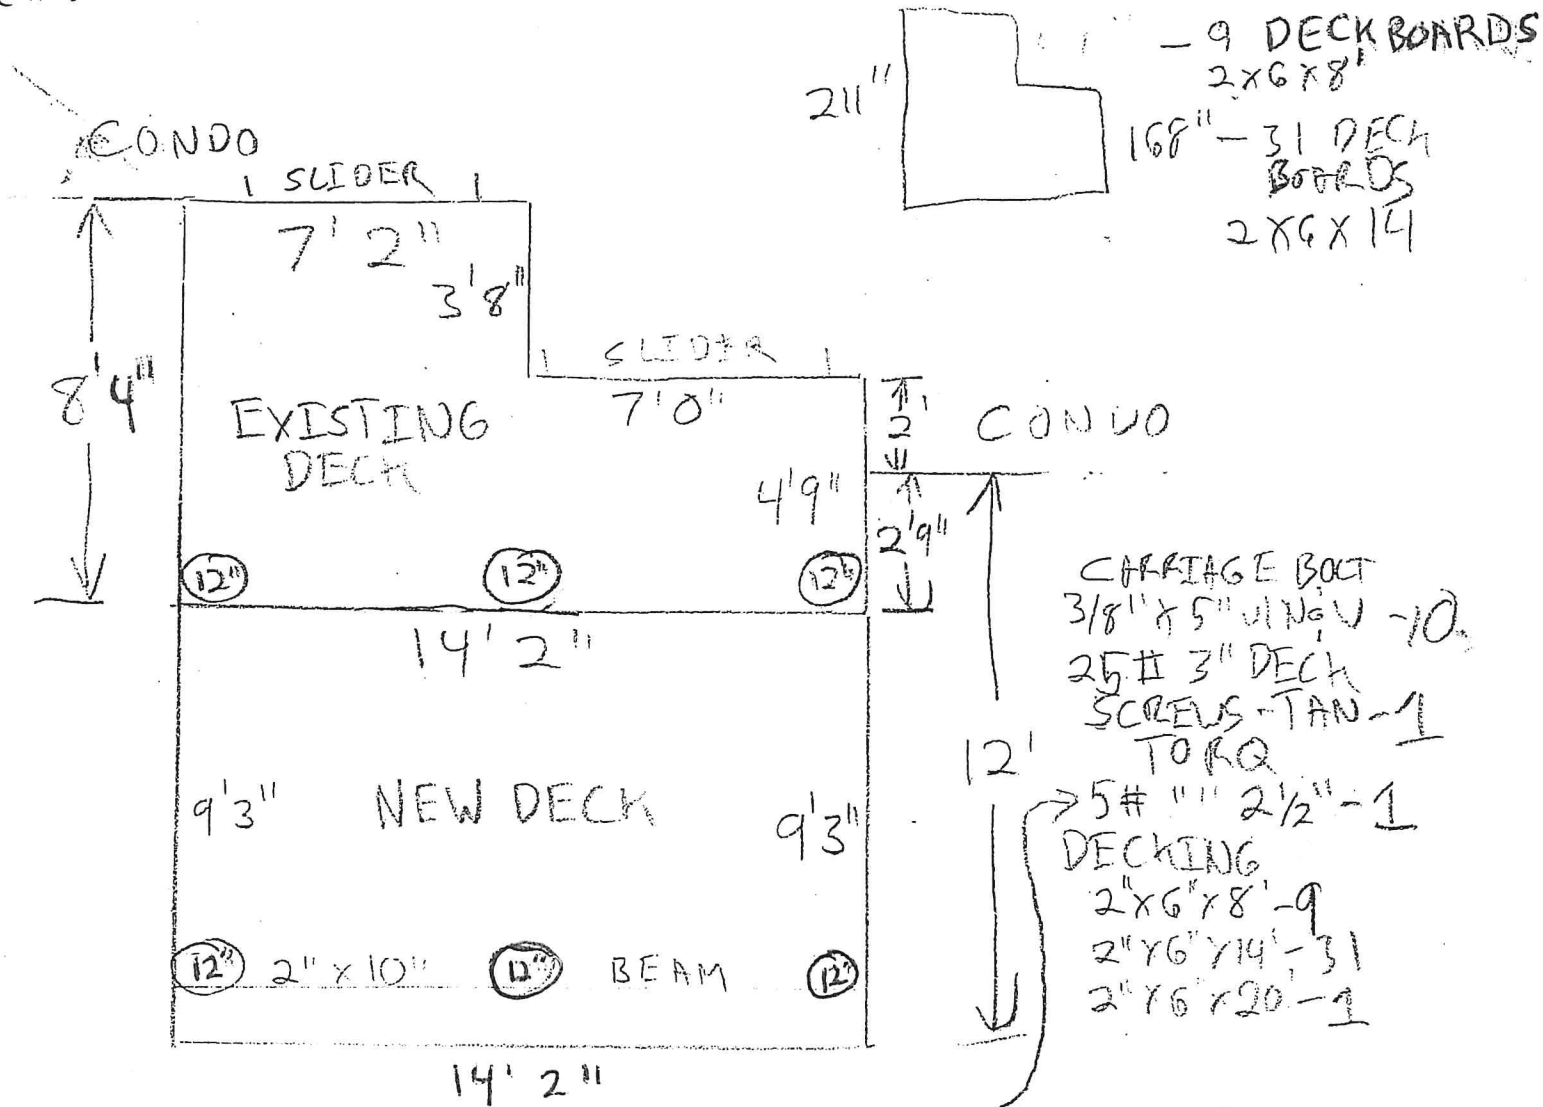 - 9 DECK BOARDS
2X6X8'
211"
168" - 31 DECK
BOARDS
2X6X14
CONDO
SLIDER
7' 2"
3'8"
8'4"
SLIDER
7'0"
2'
CONDO
EXISTING
DECK
4'9"
2'9"
12"
12"
12"
14' 2"
CARRIAGE BOLT
3/8" X 5" -10
25# 3" DECK
SCREWS - TAN - 1
TORQ
5# " " 2 1/2" - 1
DECKING
2"X6"X8' - 9
2"X6"X14' - 31
2"X6"X20' - 1
12'
9'3"
NEW DECK
9'3"
12"
2" X 10"
12"
BEAM
12"
14' 2"